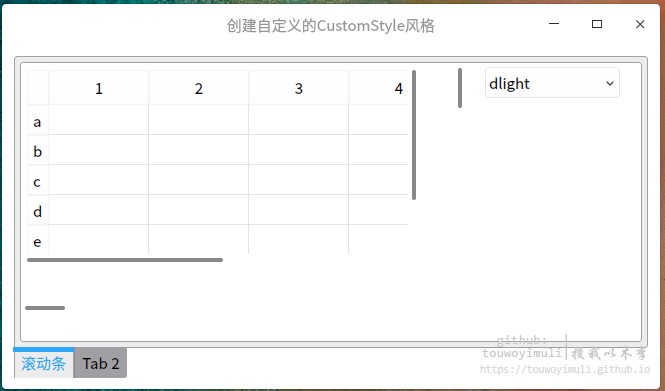 创建自定义的CustomStyle风格
1 2 3 4
dlight
a
b
c
d
e
滚动条 Tab 2
github:
touwoyimuli
投我以木李
https://touwoyimuli.github.io